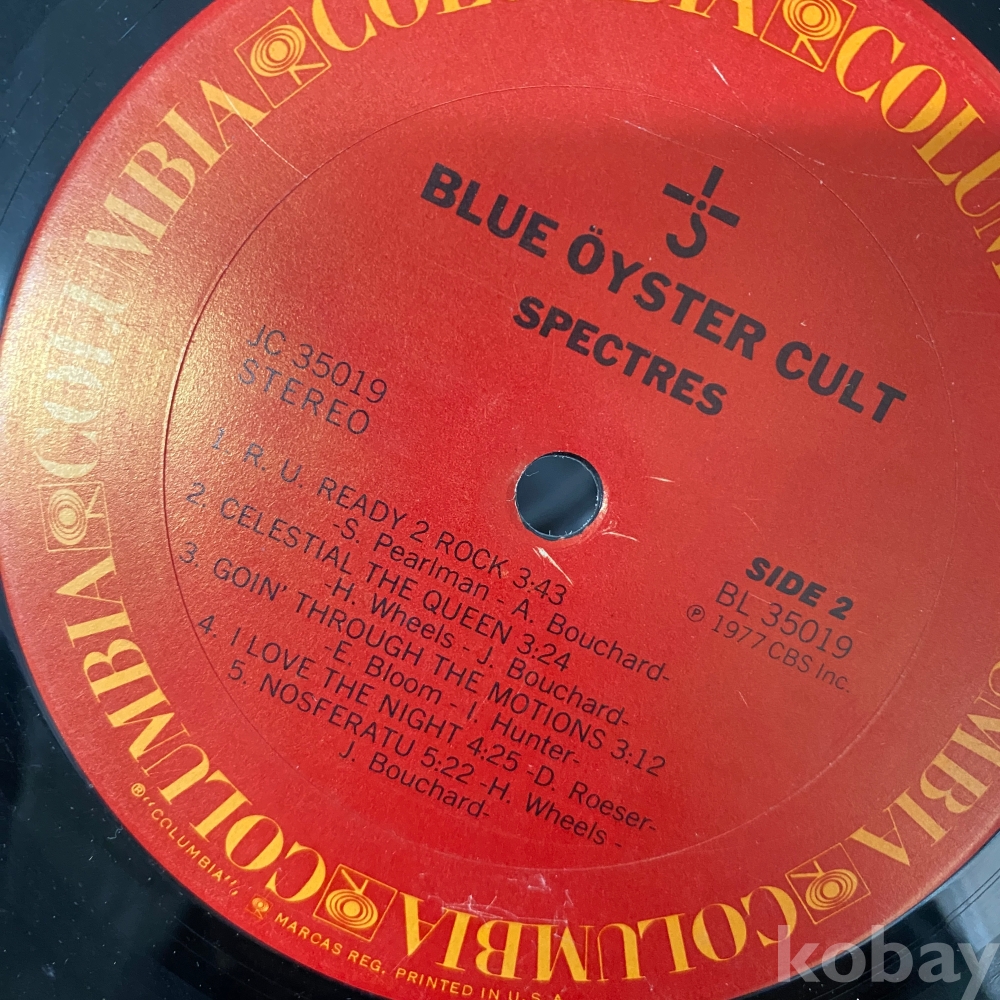 COLUMBIA COLUMBIA COLUMBIA COLUMBIA COLUMBIA COLUMBIA
BLUE ÖYSTER CULT
SPECTRES
JC 35019
STEREO
SIDE 2
BL 35019
℗ 1977 CBS Inc.
1. R. U. READY 2 ROCK 3:43
-S. Pearlman - A. Bouchard-
2. CELESTIAL THE QUEEN 3:24
-H. Wheels - J. Bouchard-
3. GOIN' THROUGH THE MOTIONS 3:12
-E. Bloom - I. Hunter-
4. I LOVE THE NIGHT 4:25 -D. Roeser-
5. NOSFERATU 5:22 -H. Wheels -
J. Bouchard-
®"COLUMBIA", MARCAS REG. PRINTED IN U.S.A.
kobay